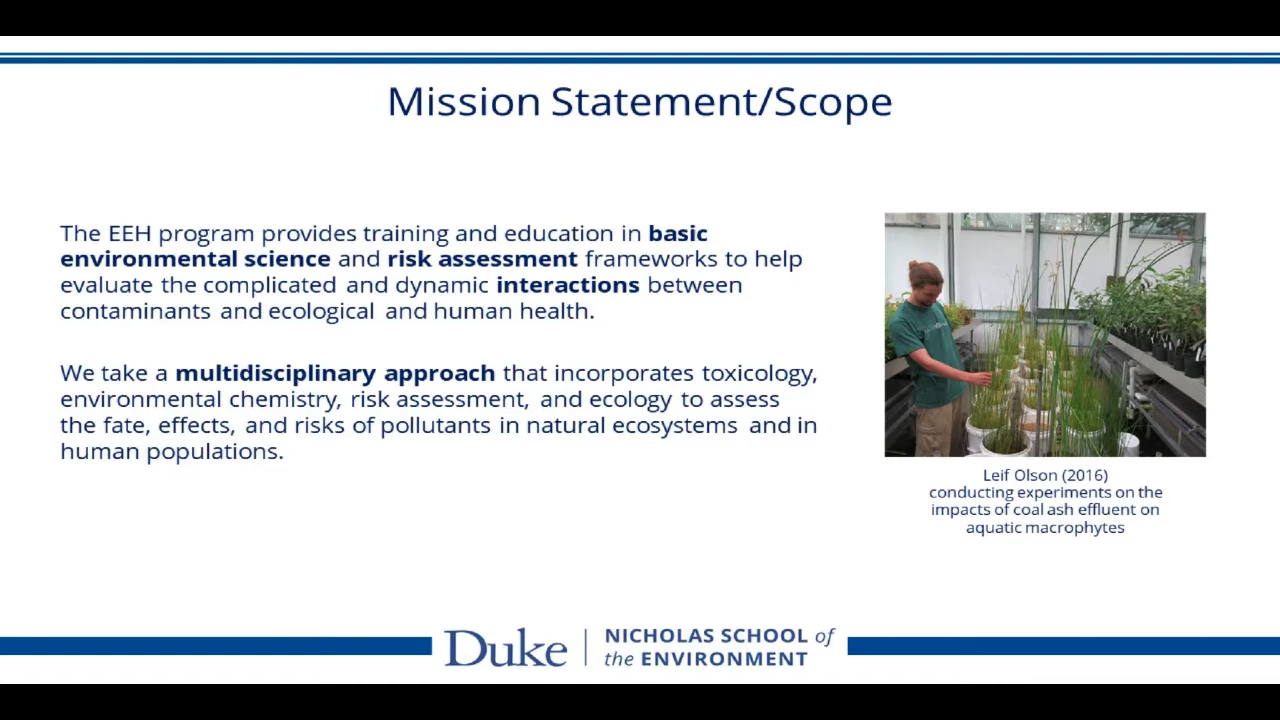 Mission Statement/Scope
The EEH program provides training and education in basic
environmental science and risk assessment frameworks to help
evaluate the complicated and dynamic interactions between
contaminants and ecological and human health.
We take a multidisciplinary approach that incorporates toxicology,
environmental chemistry, risk assessment, and ecology to assess
the fate, effects, and risks of pollutants in natural ecosystems and in
human populations.
Leif Olson (2016)
conducting experiments on the
impacts of coal ash effluent on
aquatic macrophytes
Duke
NICHOLAS SCHOOL of
the ENVIRONMENT